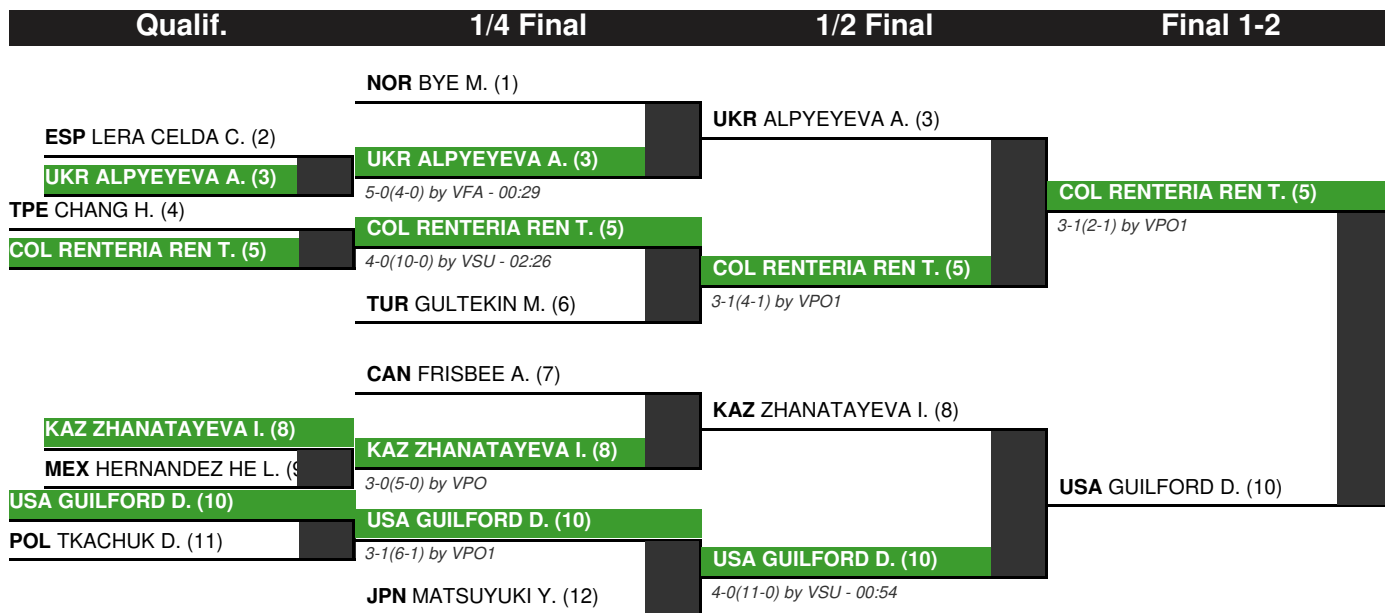 Qualif. 1/4 Final 1/2 Final Final 1-2
NOR BYE M. (1)
UKR ALPYEYEVA A. (3)
ESP LERA CELDA C. (2)
UKR ALPYEYEVA A. (3)
UKR ALPYEYEVA A. (3)
5-0(4-0) by VFA - 00:29
COL RENTERIA REN T. (5)
3-1(2-1) by VPO1
TPE CHANG H. (4)
COL RENTERIA REN T. (5)
COL RENTERIA REN T. (5)
4-0(10-0) by VSU - 02:26
COL RENTERIA REN T. (5)
3-1(4-1) by VPO1
TUR GULTEKIN M. (6)
CAN FRISBEE A. (7)
KAZ ZHANATAYEVA I. (8)
KAZ ZHANATAYEVA I. (8)
KAZ ZHANATAYEVA I. (8)
MEX HERNANDEZ HE L.
3-0(5-0) by VPO
USA GUILFORD D. (10)
USA GUILFORD D. (10)
USA GUILFORD D. (10)
POL TKACHUK D. (11)
3-1(6-1) by VPO1
USA GUILFORD D. (10)
4-0(11-0) by VSU - 00:54
JPN MATSUYUKI Y. (12)